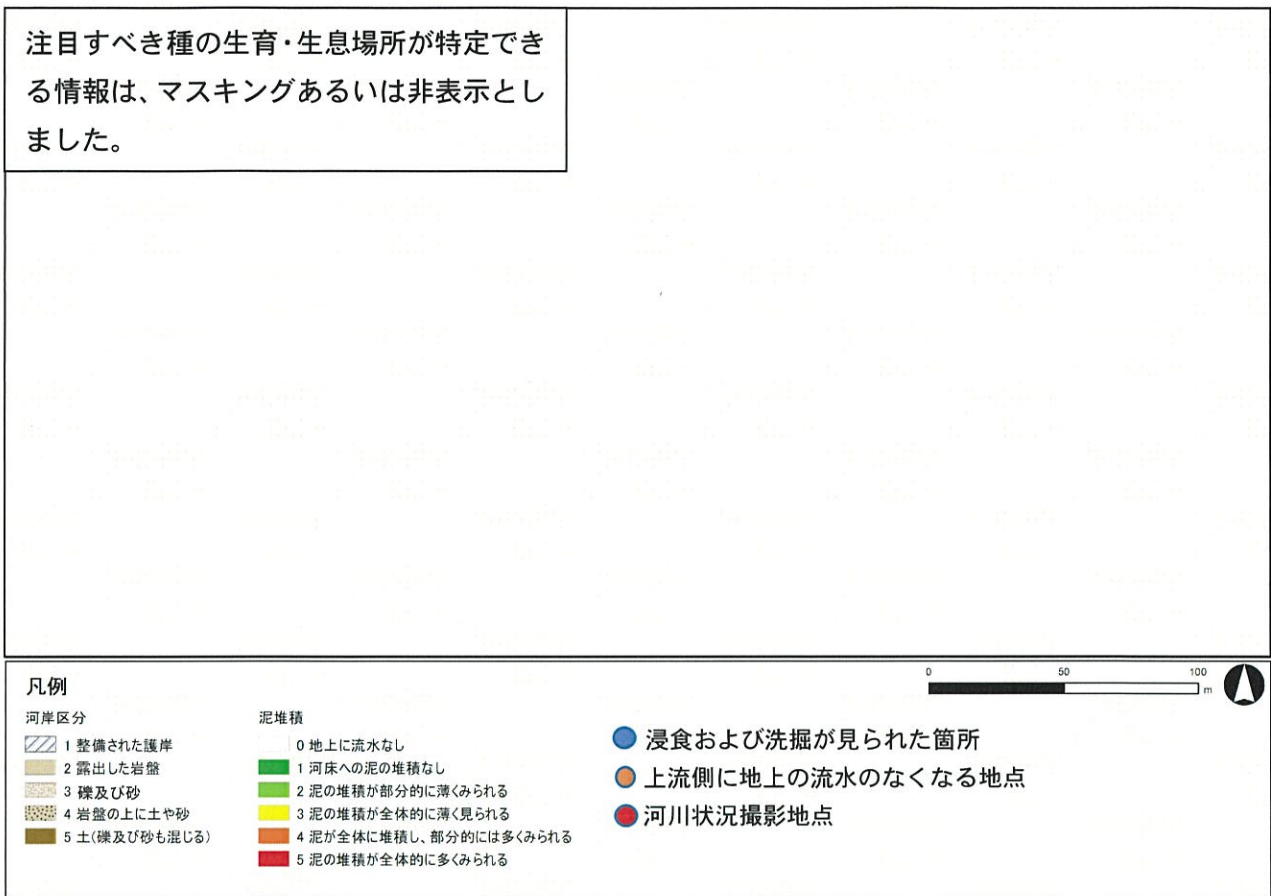 注目すべき種の生育・生息場所が特定でき
る情報は、マスキングあるいは非表示とし
ました。
凡例
河岸区分
1 整備された護岸
2 露出した岩盤
3 礫及び砂
4 岩盤の上に土や砂
5 土(礫及び砂も混じる)
泥堆積
0 地上に流水なし
1 河床への泥の堆積なし
2 泥の堆積が部分的に薄くみられる
3 泥の堆積が全体的に薄く見られる
4 泥が全体に堆積し、部分的には多くみられる
5 泥の堆積が全体的に多くみられる
浸食および洗掘が見られた箇所
上流側に地上の流水のなくなる地点
河川状況撮影地点
0 50 100
m